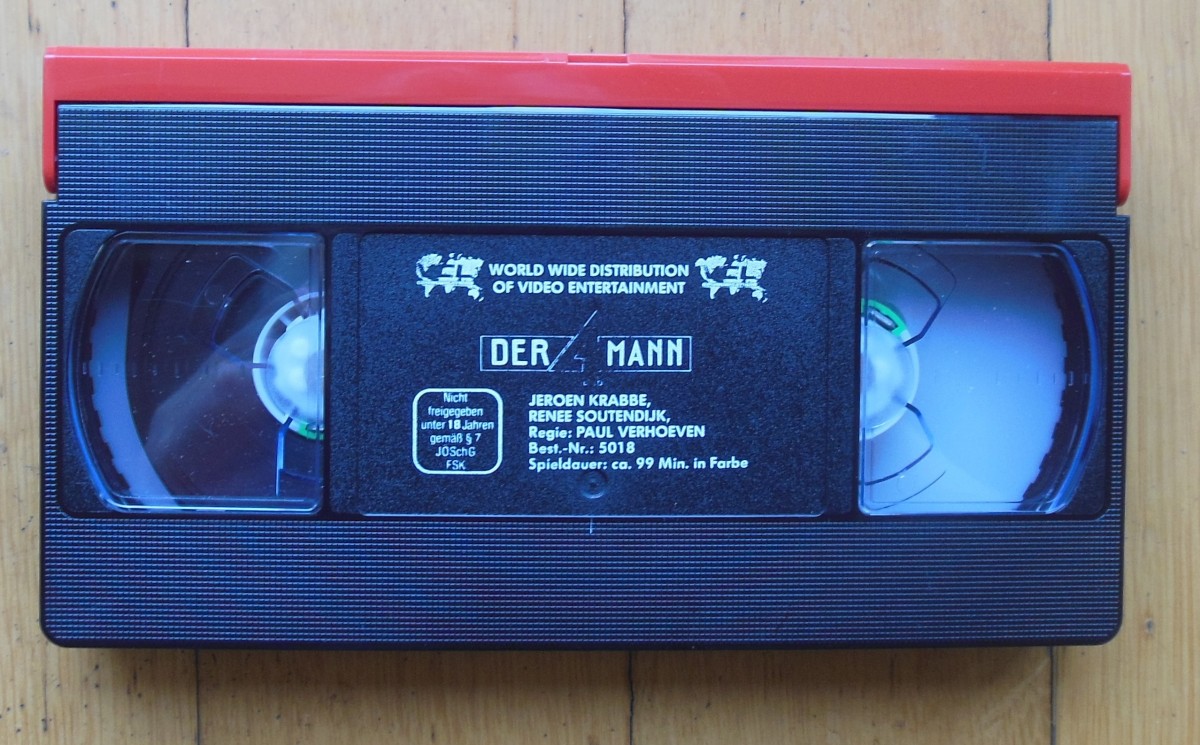 WORLD WIDE DISTRIBUTION
OF VIDEO ENTERTAINMENT
DER 4 MANN
Nicht
freigegeben
unter 18 Jahren
gemäß § 7
JÖSchG
FSK
JEROEN KRABBE,
RENEE SOUTENDIJK,
Regie: PAUL VERHOEVEN
Best.-Nr.: 5018
Spieldauer: ca. 99 Min. in Farbe